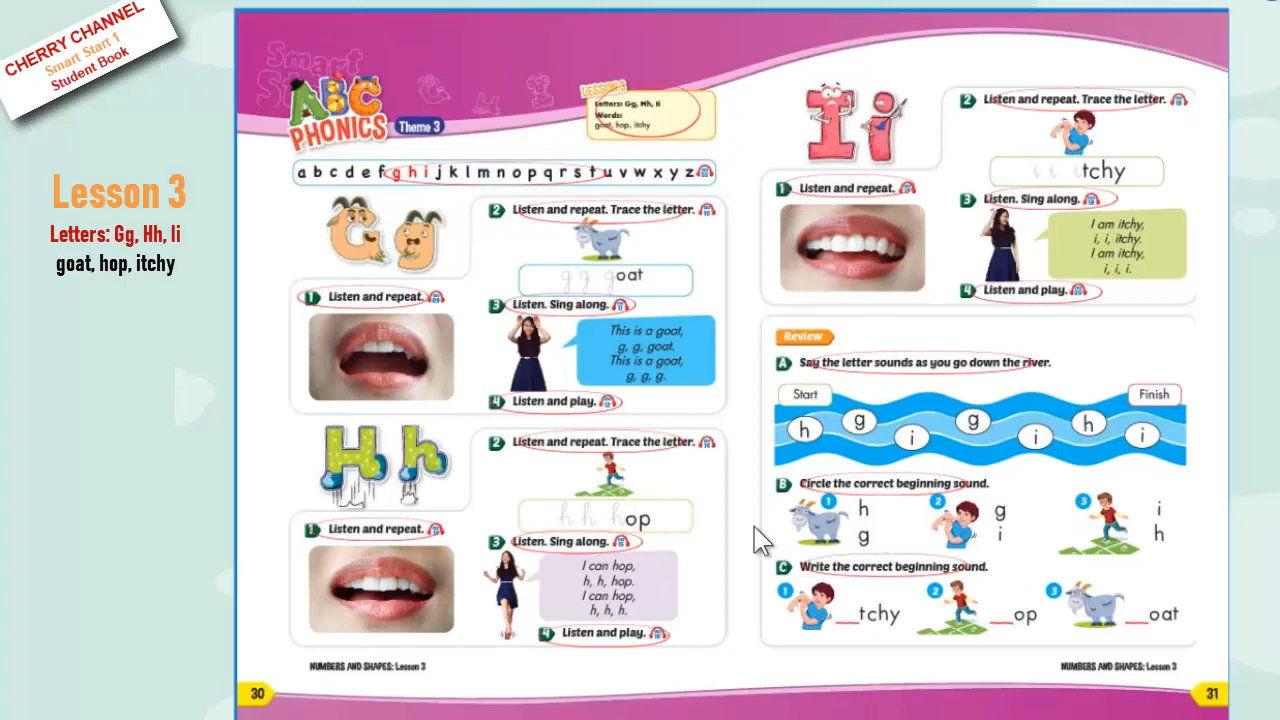 CHERRY CHANNEL
Smart Start 1
Student Book
Lesson 3
Letters: Gg, Hh, Ii
goat, hop, itchy
Smart
ABC
PHONICS
Theme 3
LESSON 3
Letters: Gg, Hh, Ii
Words:
goat, hop, itchy
a b c d e f g h i j k l m n o p q r s t u v w x y z
Gg
1 Listen and repeat.
2 Listen and repeat. Trace the letter.
g g goat
3 Listen. Sing along.
This is a goat,
g, g, goat.
This is a goat,
g, g, g.
4 Listen and play.
Hh
1 Listen and repeat.
2 Listen and repeat. Trace the letter.
h h hop
3 Listen. Sing along.
I can hop,
h, h, hop.
I can hop,
h, h, h.
4 Listen and play.
NUMBERS AND SHAPES: Lesson 3
30
Ii
1 Listen and repeat.
2 Listen and repeat. Trace the letter.
i i itchy
3 Listen. Sing along.
I am itchy,
i, i, itchy.
I am itchy,
i, i, i.
4 Listen and play.
Review
A Say the letter sounds as you go down the river.
Start
Finish
h g i g i h i
B Circle the correct beginning sound.
1 h g
2 g i
3 i h
C Write the correct beginning sound.
1 __tchy
2 __op
3 __oat
NUMBERS AND SHAPES: Lesson 3
31